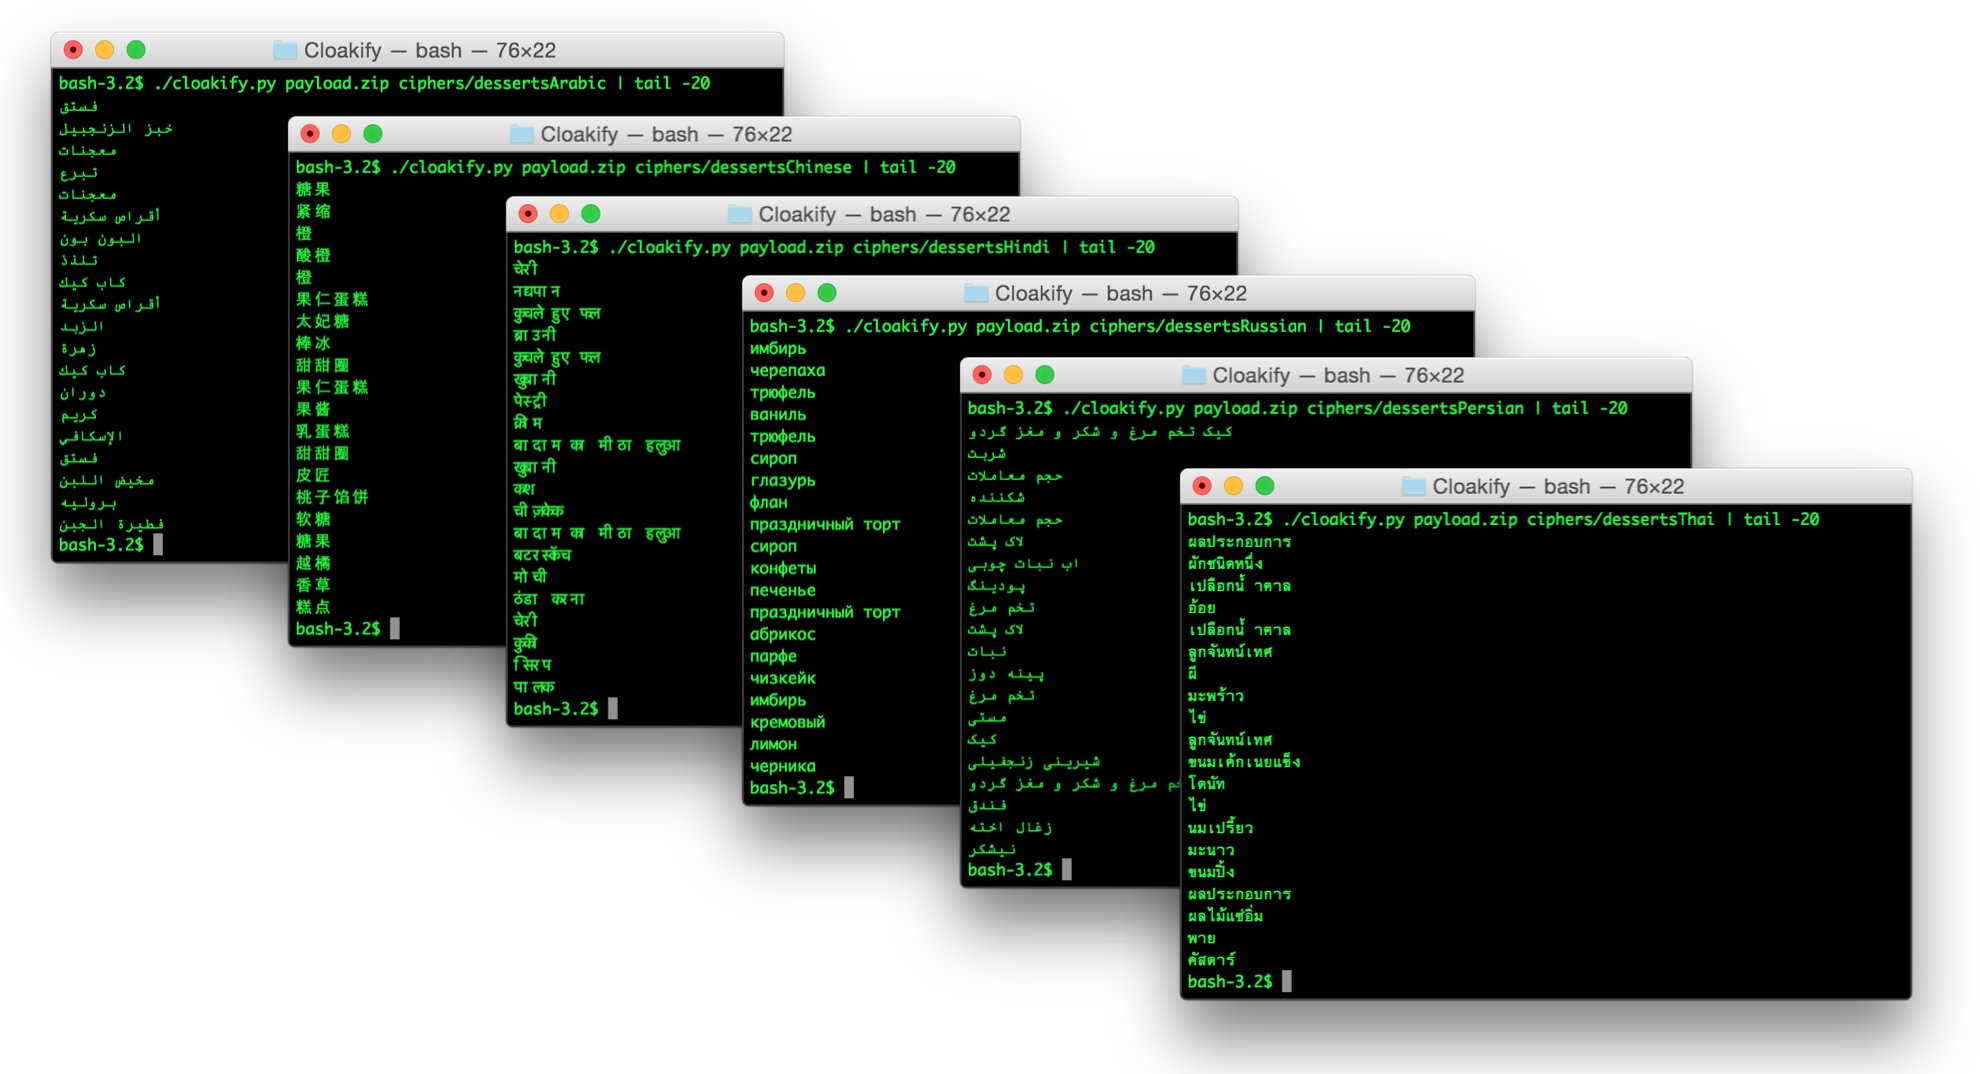 Cloakify — bash — 76×22
bash-3.2$ ./cloakify.py payload.zip ciphers/dessertsArabic | tail -20
فستق
خبز الزنجبيل
معجنات
تبرع
معجنات
أقراص سكرية
البون بون
تلذذ
كاب كيك
أقراص سكرية
الزبد
زهرة
كاب كيك
دوران
كريم
الإسكافي
فستق
مخيض اللبن
بروليه
فطيرة الجبن
bash-3.2$
Cloakify — bash — 76×22
bash-3.2$ ./cloakify.py payload.zip ciphers/dessertsChinese | tail -20
糖果
紧缩
橙
酸橙
橙
果仁蛋糕
太妃糖
棒冰
甜甜圈
果仁蛋糕
果酱
乳蛋糕
甜甜圈
皮匠
桃子馅饼
软糖
糖果
越橘
香草
糕点
bash-3.2$
Cloakify — bash — 76×22
bash-3.2$ ./cloakify.py payload.zip ciphers/dessertsHindi | tail -20
चेरी
नद्यपान
कुचले हुए फल
ब्राउनी
कुचले हुए फल
खुबानी
पेस्ट्री
क्रीम
बादाम का मीठा हलुआ
खुबानी
कश
चीज़केक
बादाम का मीठा हलुआ
बटरस्कॅच
मोची
ठंडा करना
चेरी
कुकी
सिरप
पालक
bash-3.2$
Cloakify — bash — 76×22
bash-3.2$ ./cloakify.py payload.zip ciphers/dessertsRussian | tail -20
имбирь
черепаха
трюфель
ваниль
трюфель
сироп
глазурь
флан
праздничный торт
сироп
конфеты
печенье
праздничный торт
абрикос
парфе
чизкейк
имбирь
кремовый
лимон
черника
bash-3.2$
Cloakify — bash — 76×22
bash-3.2$ ./cloakify.py payload.zip ciphers/dessertsPersian | tail -20
کیک تخم مرغ و شکر و مغز گردو
شربت
حجم معاملات
شکننده
حجم معاملات
لاک پشت
اب نبات چوبی
پودینگ
تخم مرغ
لاک پشت
نبات
پینه دوز
تخم مرغ
مستی
کیک
شیرینی زنجفیلی
مرغ و شکر و مغز گردو
فندق
زغال اخته
نیشکر
bash-3.2$
Cloakify — bash — 76×22
bash-3.2$ ./cloakify.py payload.zip ciphers/dessertsThai | tail -20
ผลประกอบการ
ผักชนิดหนึ่ง
เปลือกน้ำตาล
อ้อย
เปลือกน้ำตาล
ลูกจันทน์เทศ
ผี
มะพร้าว
ไข่
ลูกจันทน์เทศ
ขนมเค้กเนยแข็ง
โดนัท
ไข่
นมเปรี้ยว
มะนาว
ขนมปิ้ง
ผลประกอบการ
ผลไม้แช่อิ่ม
พาย
คัสตาร์
bash-3.2$